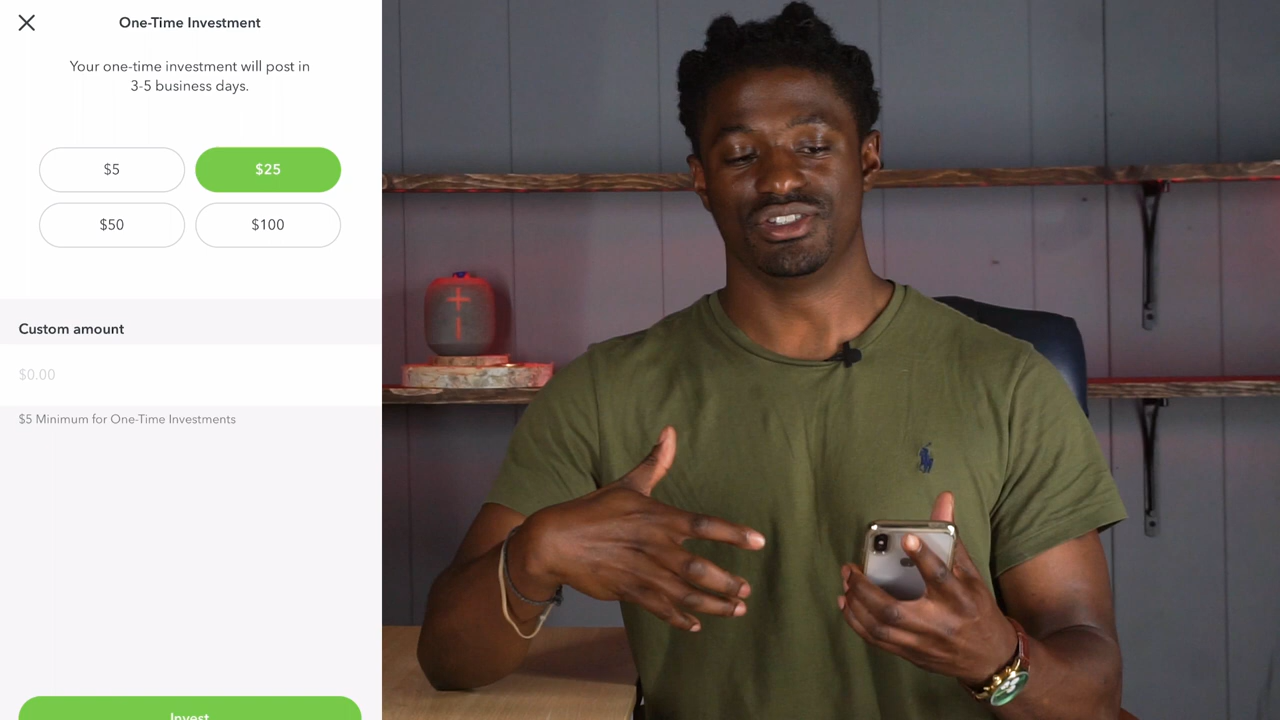 One-Time Investment
Your one-time investment will post in
3-5 business days.
$5
$25
$50
$100
Custom amount
$0.00
$5 Minimum for One-Time Investments
Invest